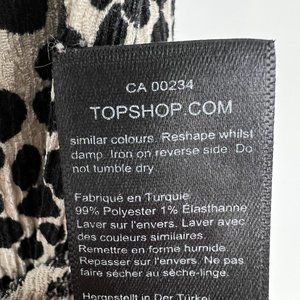 CA 00234
TOPSHOP.COM
similar colours. Reshape whilst
damp. Iron on reverse side. Do
not tumble dry
Fabriqué en Turquie
99% Polyester 1% Élasthanne
Laver sur l'envers. Laver avec
des couleurs similaires.
Remettre en forme humide.
Repasser sur l'envers. Ne pas
faire sécher au sèche-linge.
Hergestellt in Der Türkei